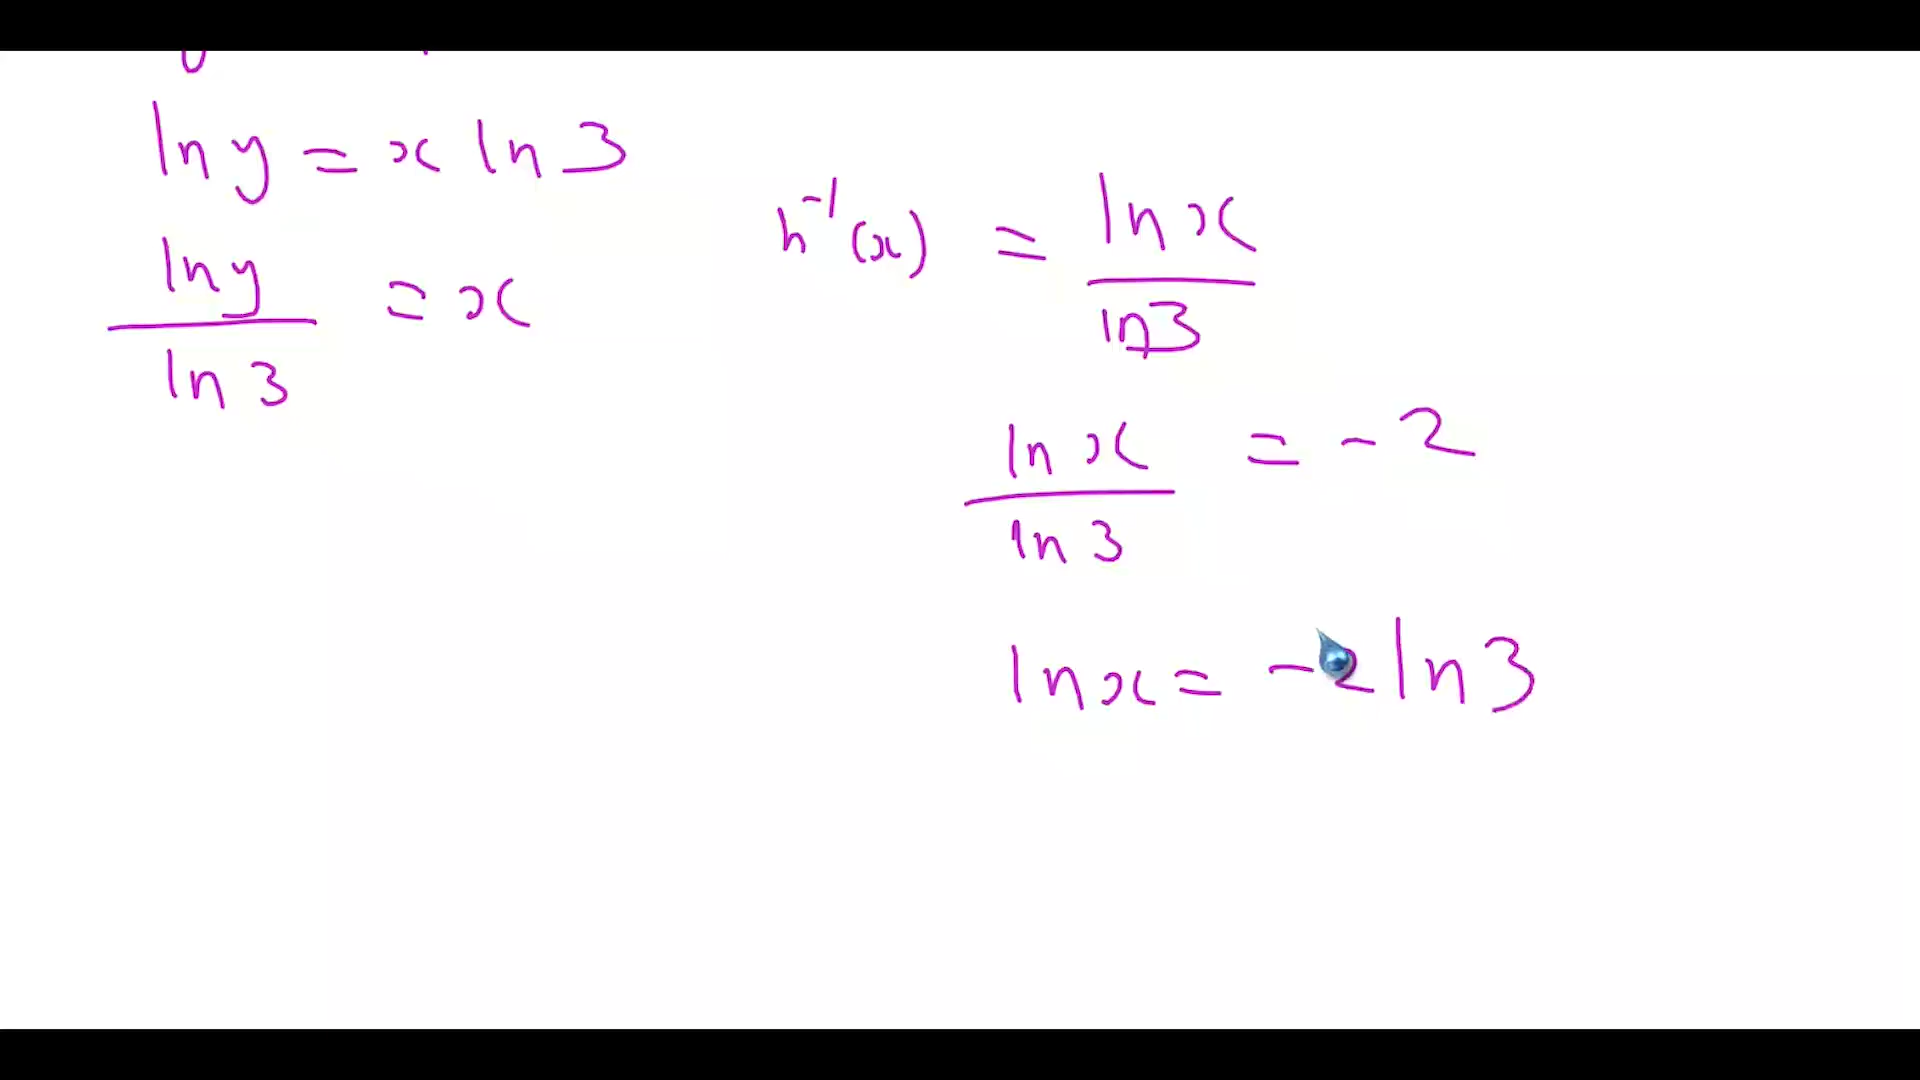 ln y = x ln 3
ln y / ln 3 = x
h⁻¹(x) = ln x / ln 3
ln x / ln 3 = -2
ln x = -2 ln 3